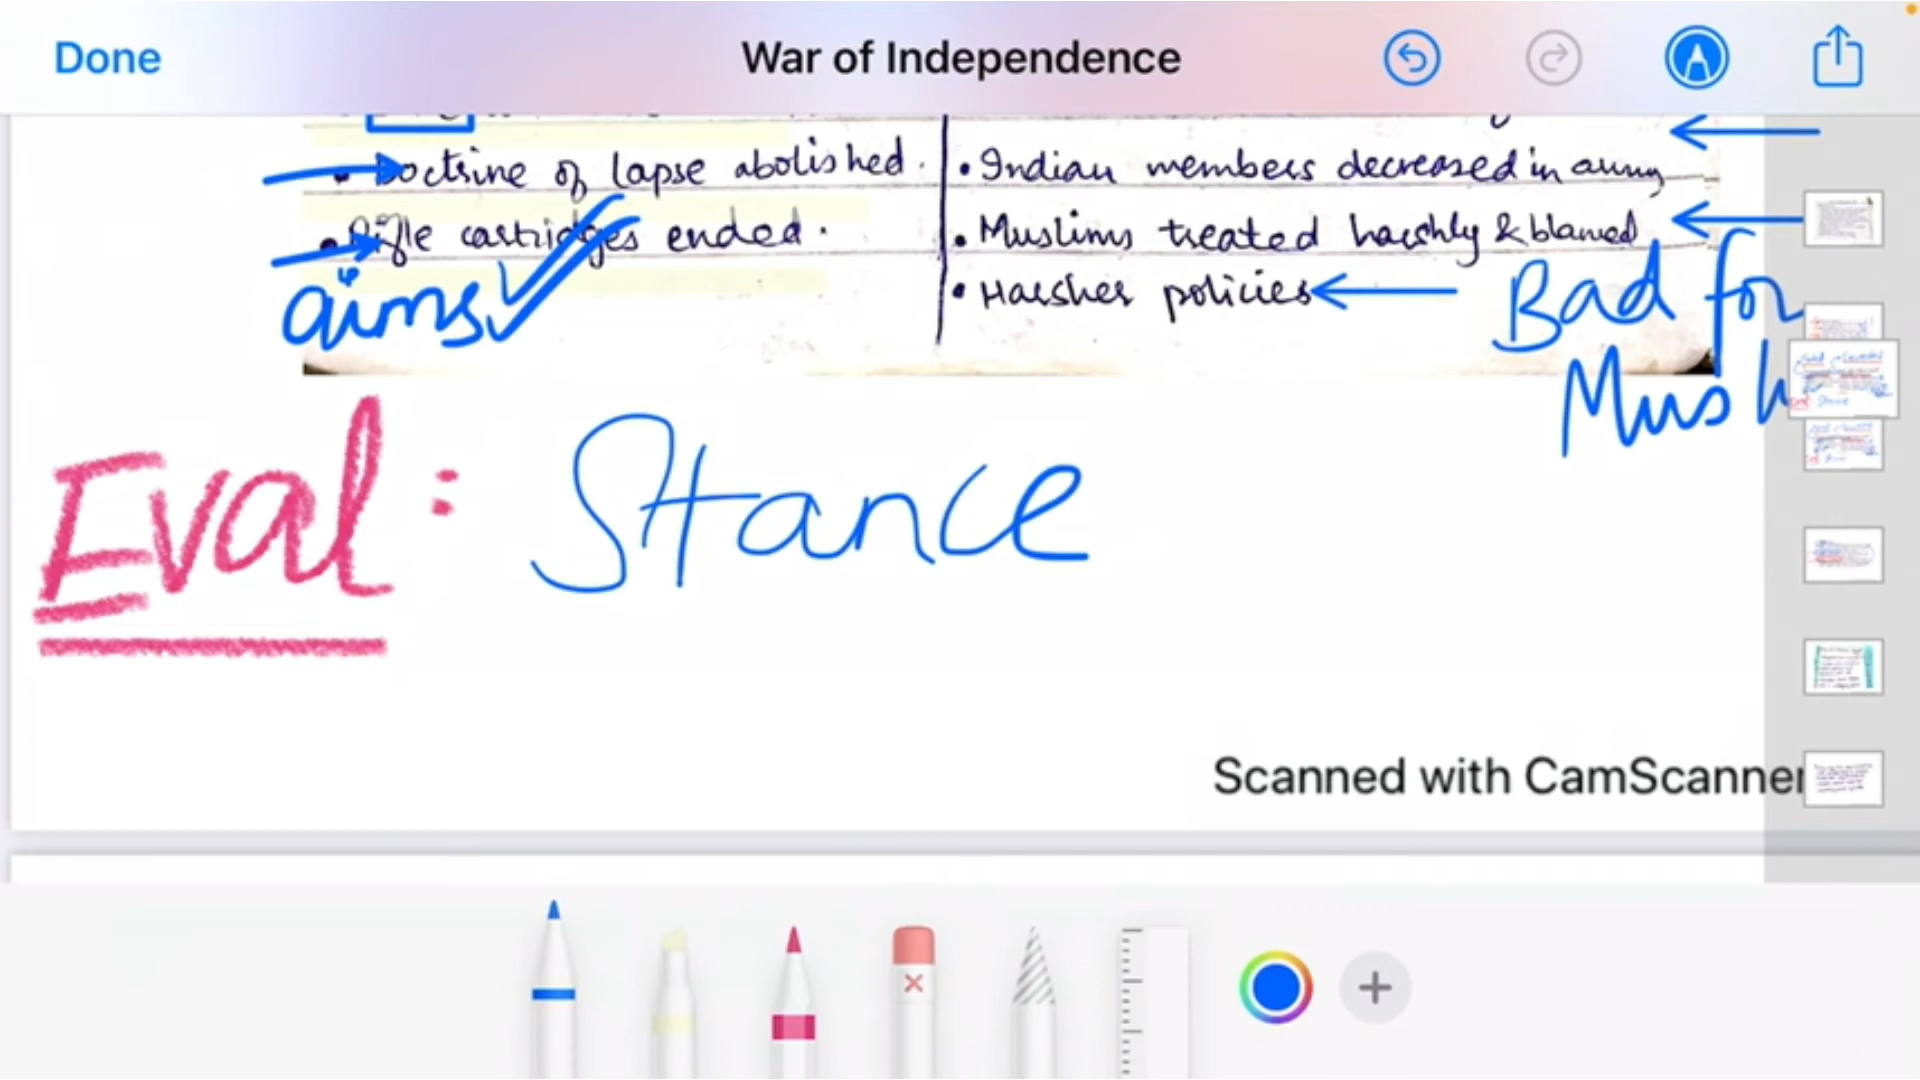 Done
War of Independence
• Doctrine of lapse abolished.
• Rifle cartridges ended.
aims
• Indian members decreased in army
• Muslims treated harshly & blamed
• Harsher policies
Bad for
Eval: Stance
Scanned with CamScanner